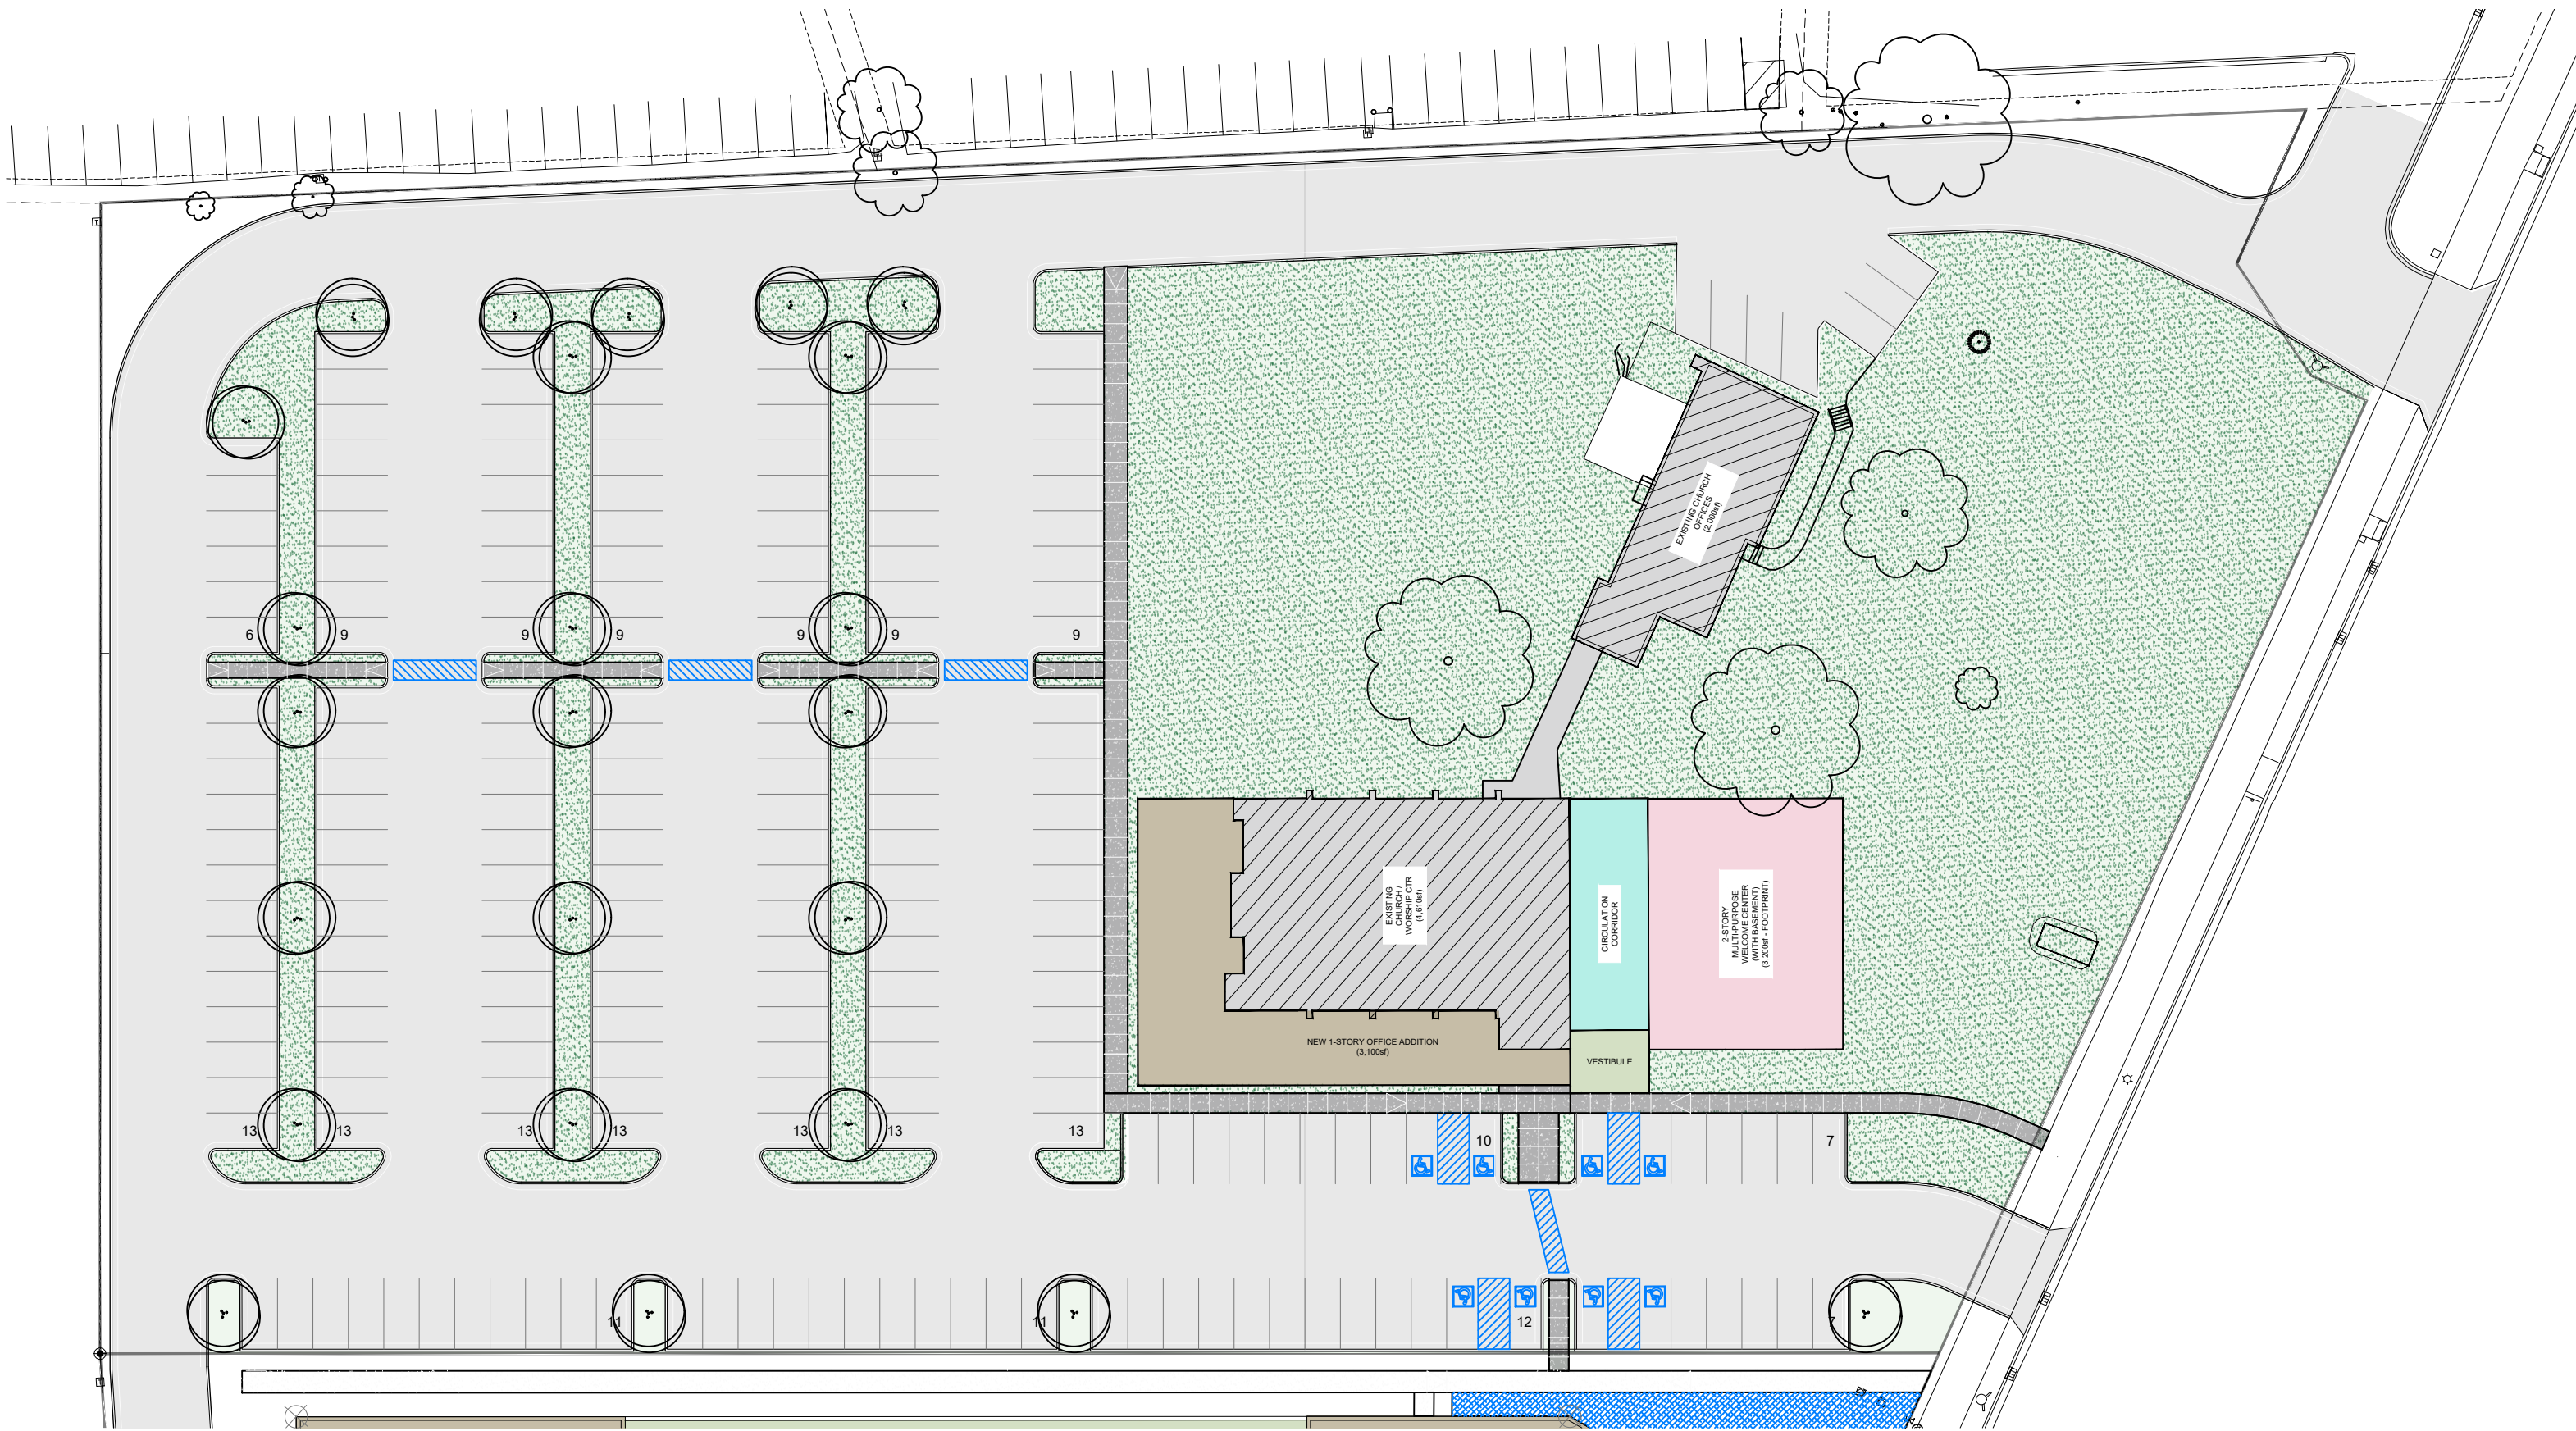 EXISTING CHURCH
OFFICES
(2,000sf)
6
9
9
9
9
9
9
EXISTING
CHURCH /
WORSHIP CTR
(4,610sf)
CIRCULATION
CORRIDOR
2-STORY
MULTI-PURPOSE
WELCOME CENTER
(WITH BASEMENT)
(3,200sf - FOOTPRINT)
NEW 1-STORY OFFICE ADDITION
(3,100sf)
VESTIBULE
13
13
13
13
13
13
13
10
7
11
11
12
7